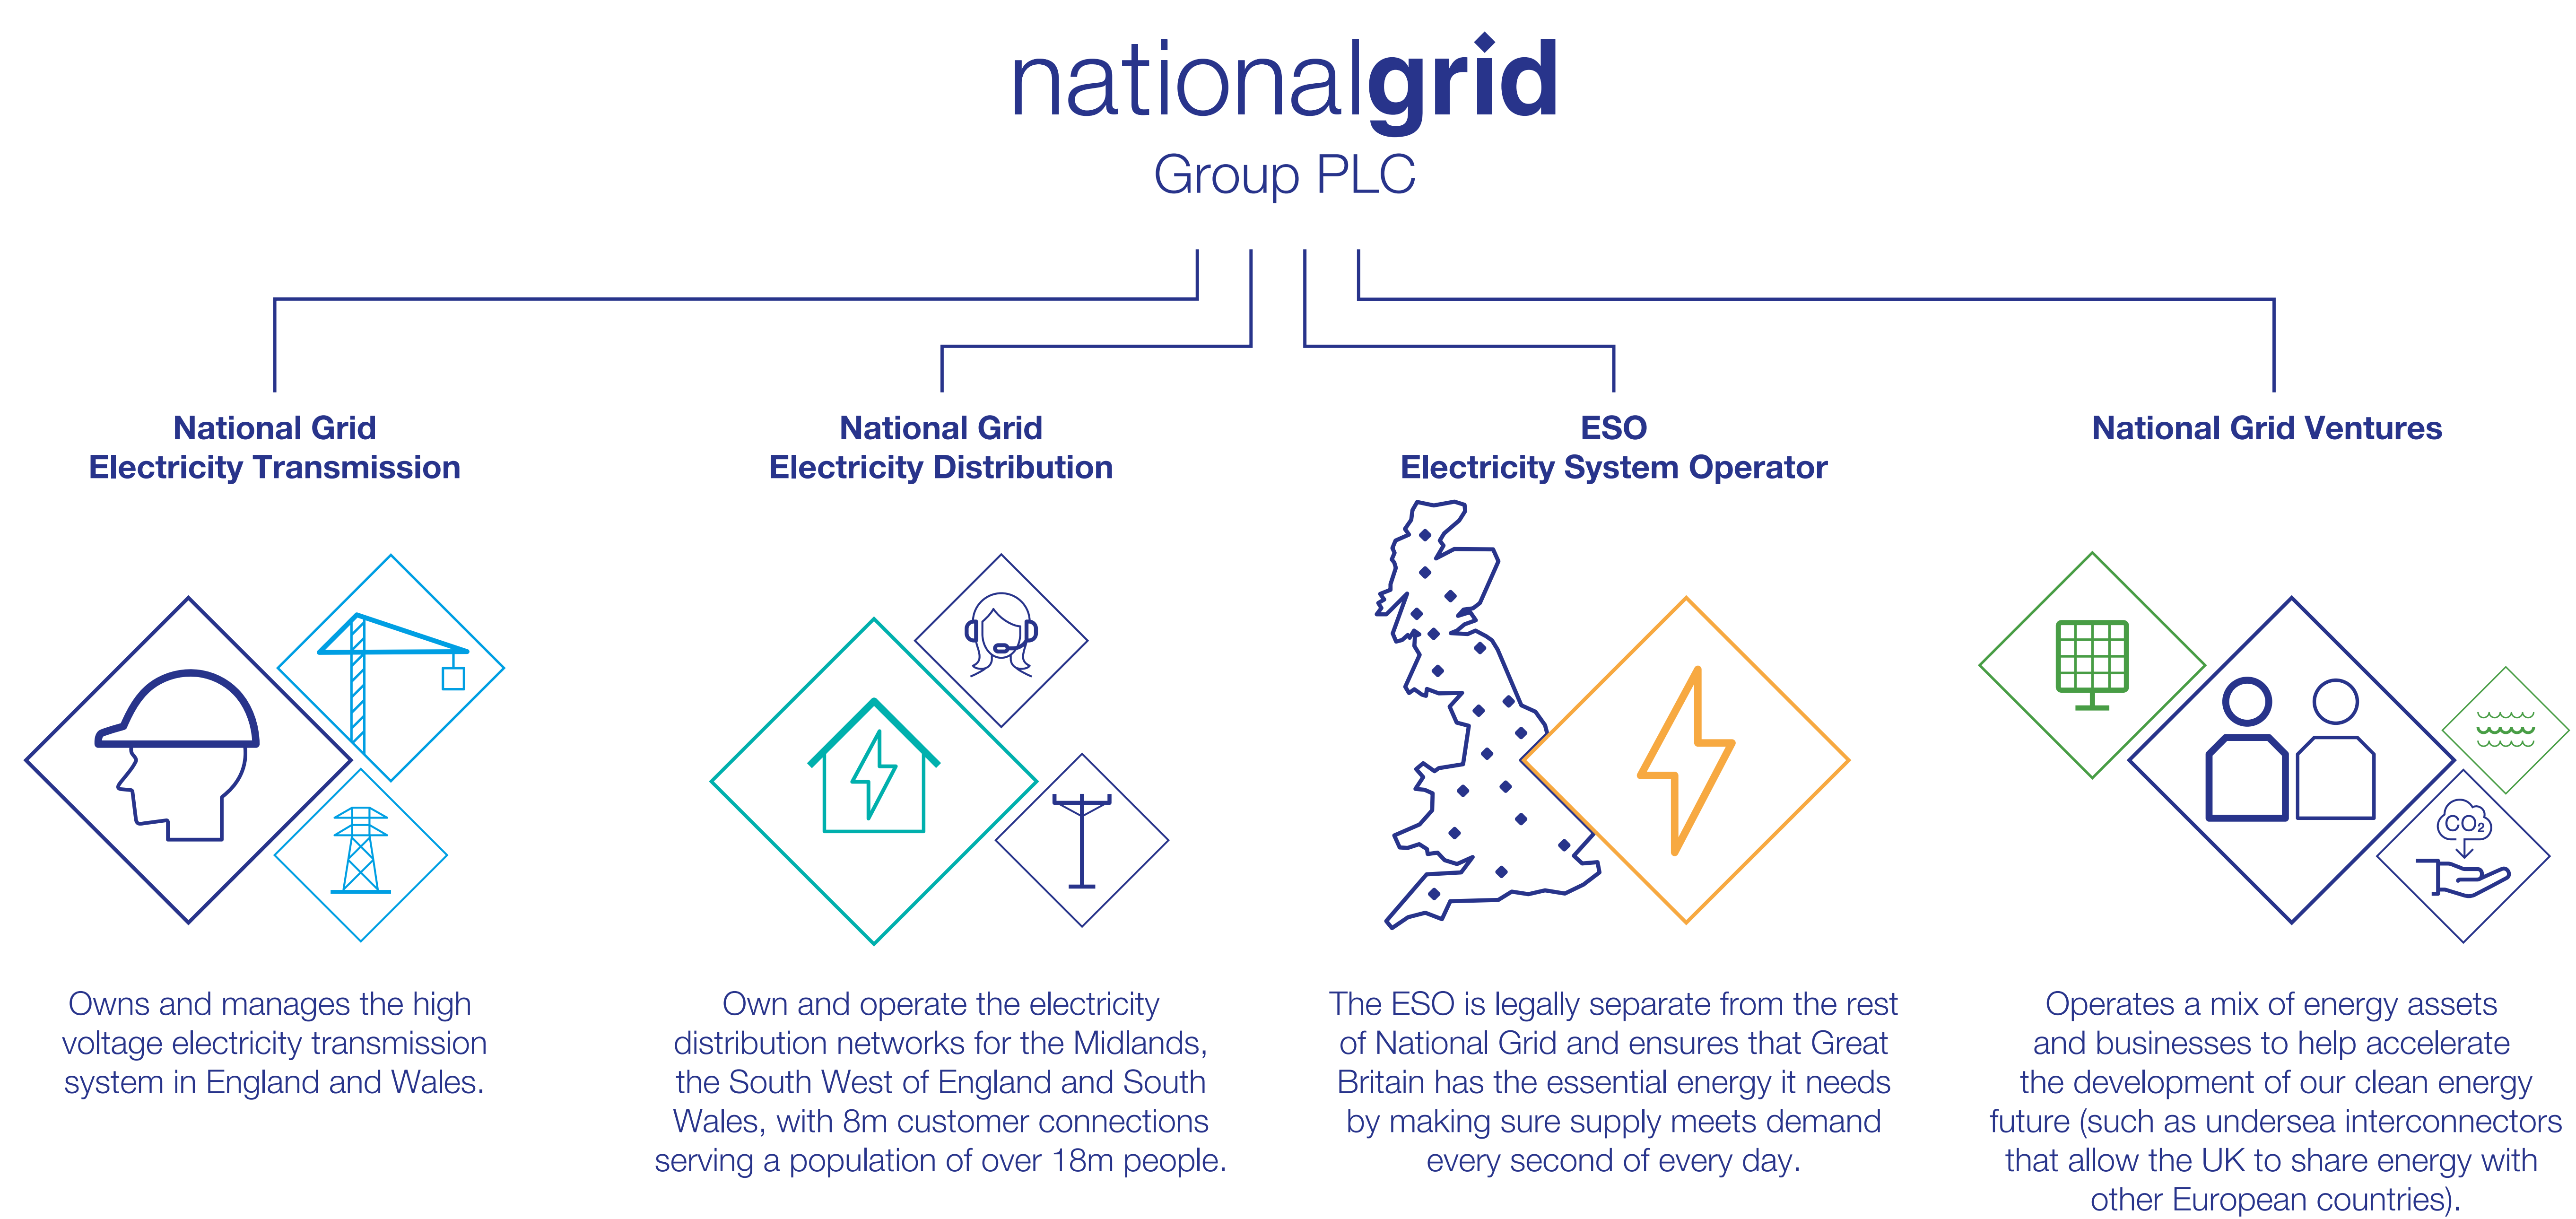 nationalgrid
Group PLC
National Grid
Electricity Transmission
Owns and manages the high
voltage electricity transmission
system in England and Wales.
National Grid
Electricity Distribution
Own and operate the electricity
distribution networks for the Midlands,
the South West of England and South
Wales, with 8m customer connections
serving a population of over 18m people.
ESO
Electricity System Operator
The ESO is legally separate from the rest
of National Grid and ensures that Great
Britain has the essential energy it needs
by making sure supply meets demand
every second of every day.
National Grid Ventures
CO₂
Operates a mix of energy assets
and businesses to help accelerate
the development of our clean energy
future (such as undersea interconnectors
that allow the UK to share energy with
other European countries).